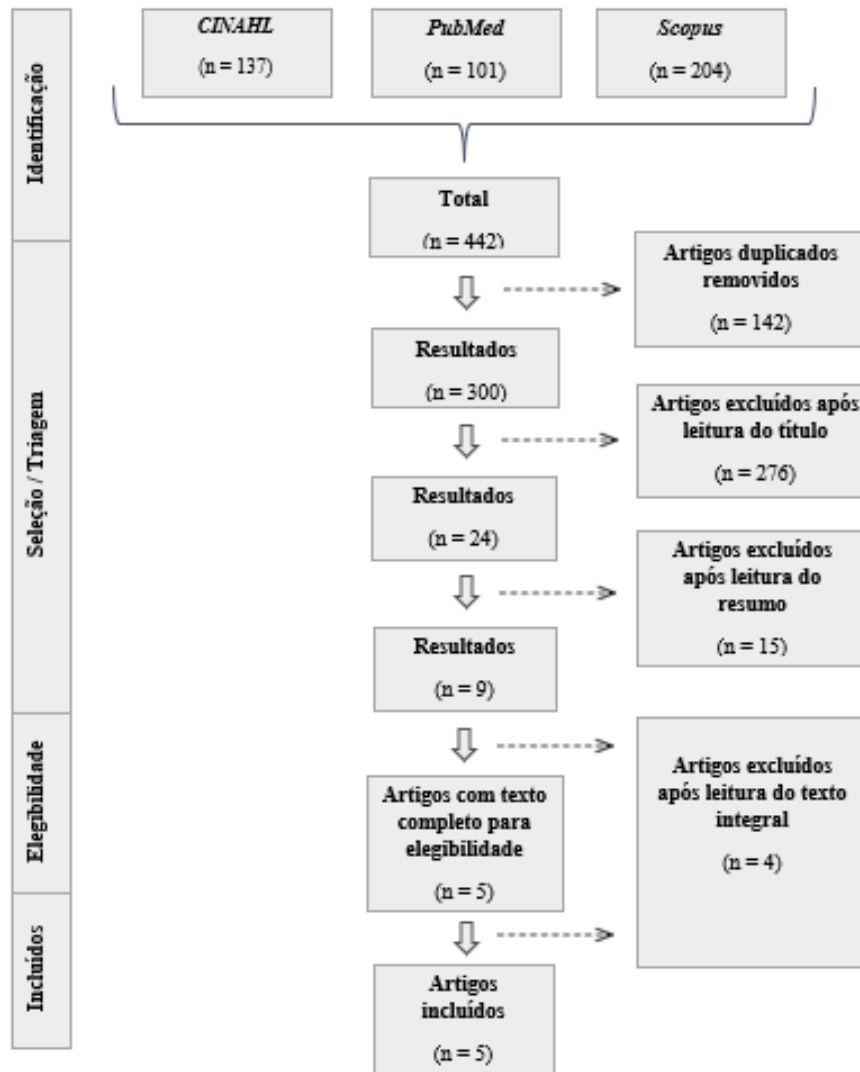 Identificação
CINAHL
(n = 137)
PubMed
(n = 101)
Scopus
(n = 204)
Total
(n = 442)
Seleção / Triagem
Artigos duplicados
removidos
(n = 142)
Resultados
(n = 300)
Artigos excluídos após
leitura do título
(n = 276)
Resultados
(n = 24)
Artigos excluídos
após leitura do
resumo
(n = 15)
Resultados
(n = 9)
Elegibilidade
Artigos excluídos
após leitura do texto
integral
(n = 4)
Artigos com texto
completo para
elegibilidade
(n = 5)
Incluídos
Artigos
incluídos
(n = 5)